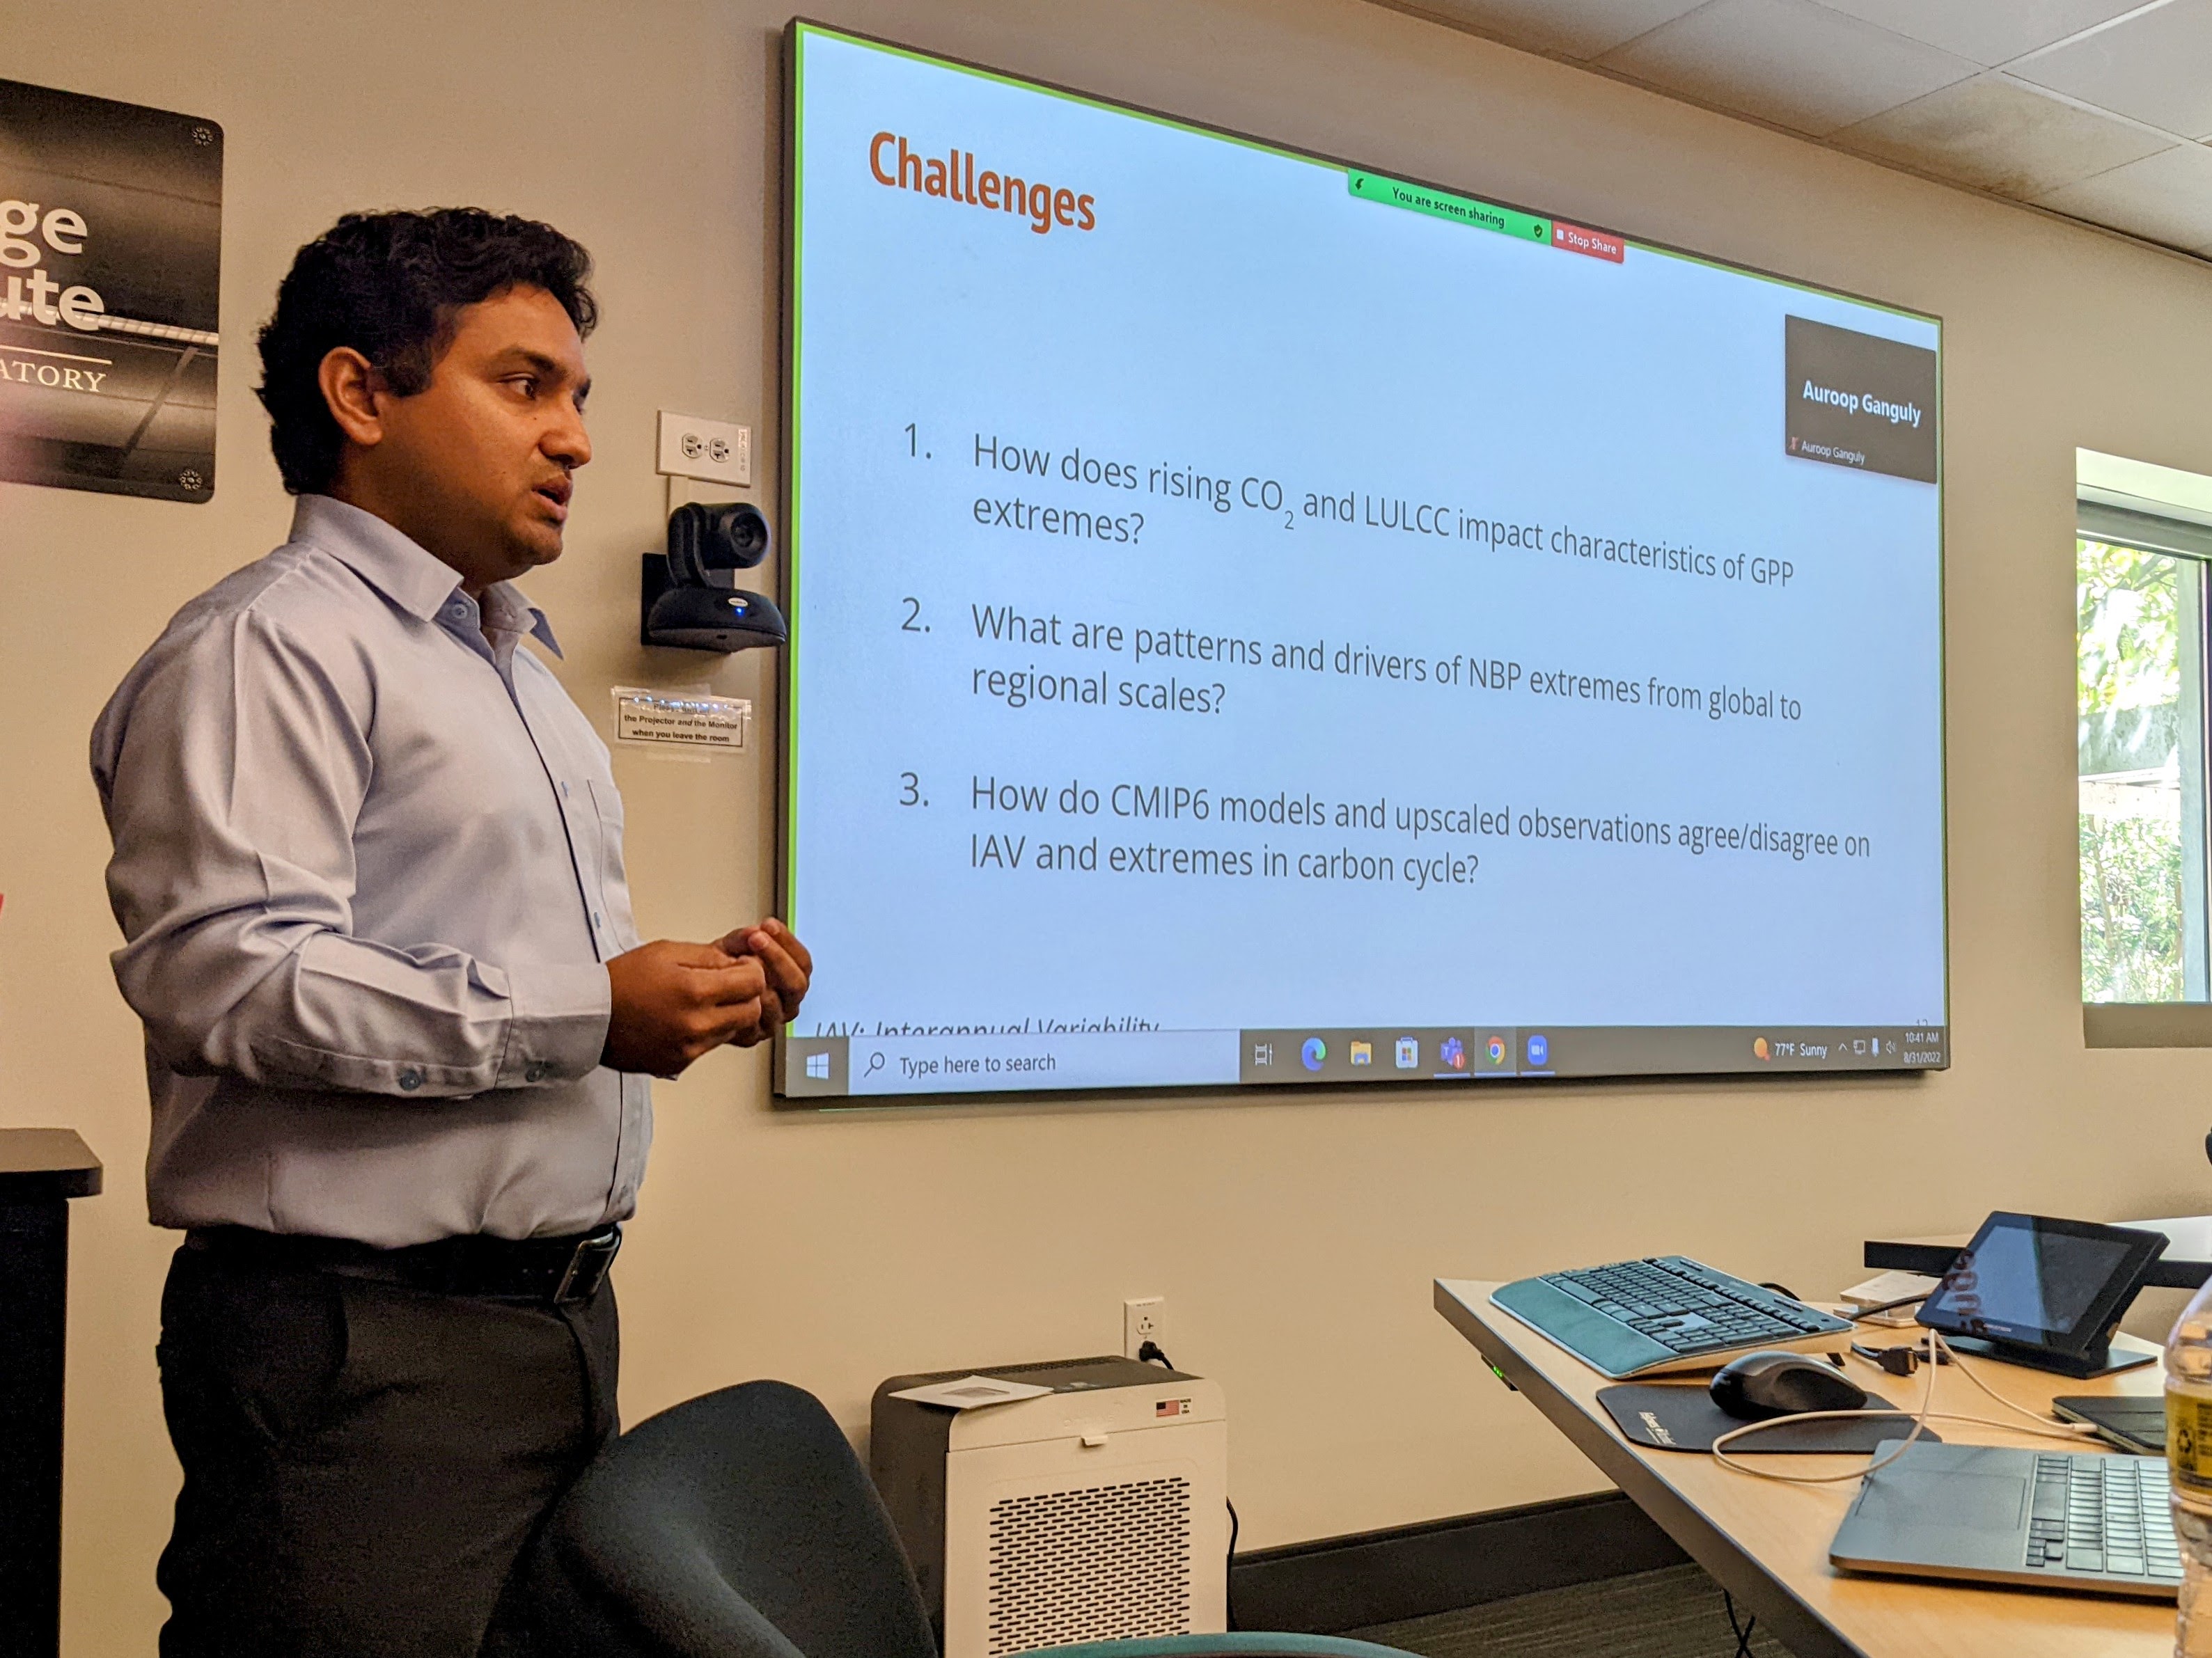 ge
ute
ATORY
Challenges
You are screen sharing
Stop Share
Auroop Ganguly
Auroop Ganguly
1. How does rising CO₂ and LULCC impact characteristics of GPP
extremes?
2. What are patterns and drivers of NBP extremes from global to
regional scales?
3. How do CMIP6 models and upscaled observations agree/disagree on
IAV and extremes in carbon cycle?
IAV: Interannual Variability
the Projector and the Monitor
when you leave the room
Type here to search
1
77°F Sunny
10:41 AM
8/31/2022